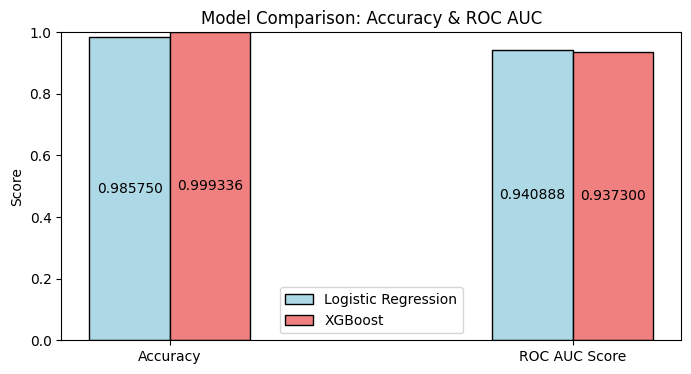 Model Comparison: Accuracy & ROC AUC
Score
1.0
0.8
0.6
0.4
0.2
0.0
0.985750
0.999336
0.940888
0.937300
Logistic Regression
XGBoost
Accuracy
ROC AUC Score